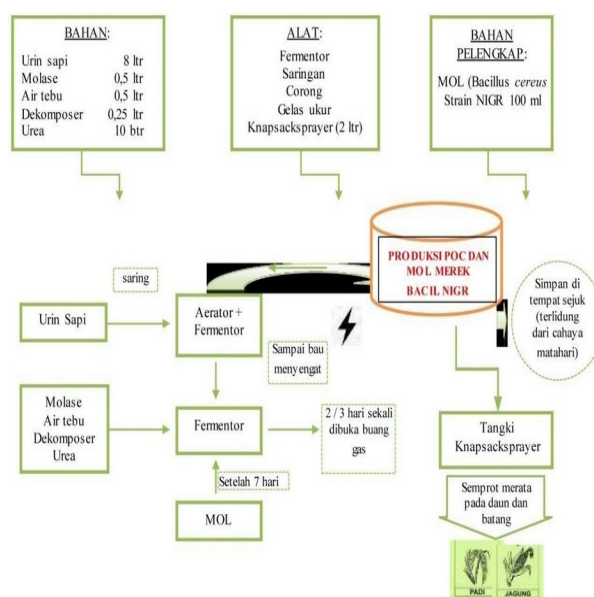 BAHAN:
Urin sapi 8 ltr
Molase 0,5 ltr
Air tebu 0,5 ltr
Dekomposer 0,25 ltr
Urea 10 btr
ALAT:
Fermentor
Saringan
Corong
Gelas ukur
Knapsacksprayer (2 ltr)
BAHAN
PELENGKAP:
MOL (Bacillus cereus
Strain NIGR 100 ml
PRODUKSI POC DAN
MOL MEREK
BACIL NIGR
Simpan di
tempat sejuk
(terlidung
dari cahaya
matahari)
saring
Urin Sapi
Aerator +
Fermentor
Sampai bau
menyengat
Molase
Air tebu
Dekomposer
Urea
Fermentor
2 / 3 hari sekali
dibuka buang
gas
Setelah 7 hari
MOL
Tangki
Knapsacksprayer
Semprot merata
pada daun dan
batang
PADI
JAGUNG